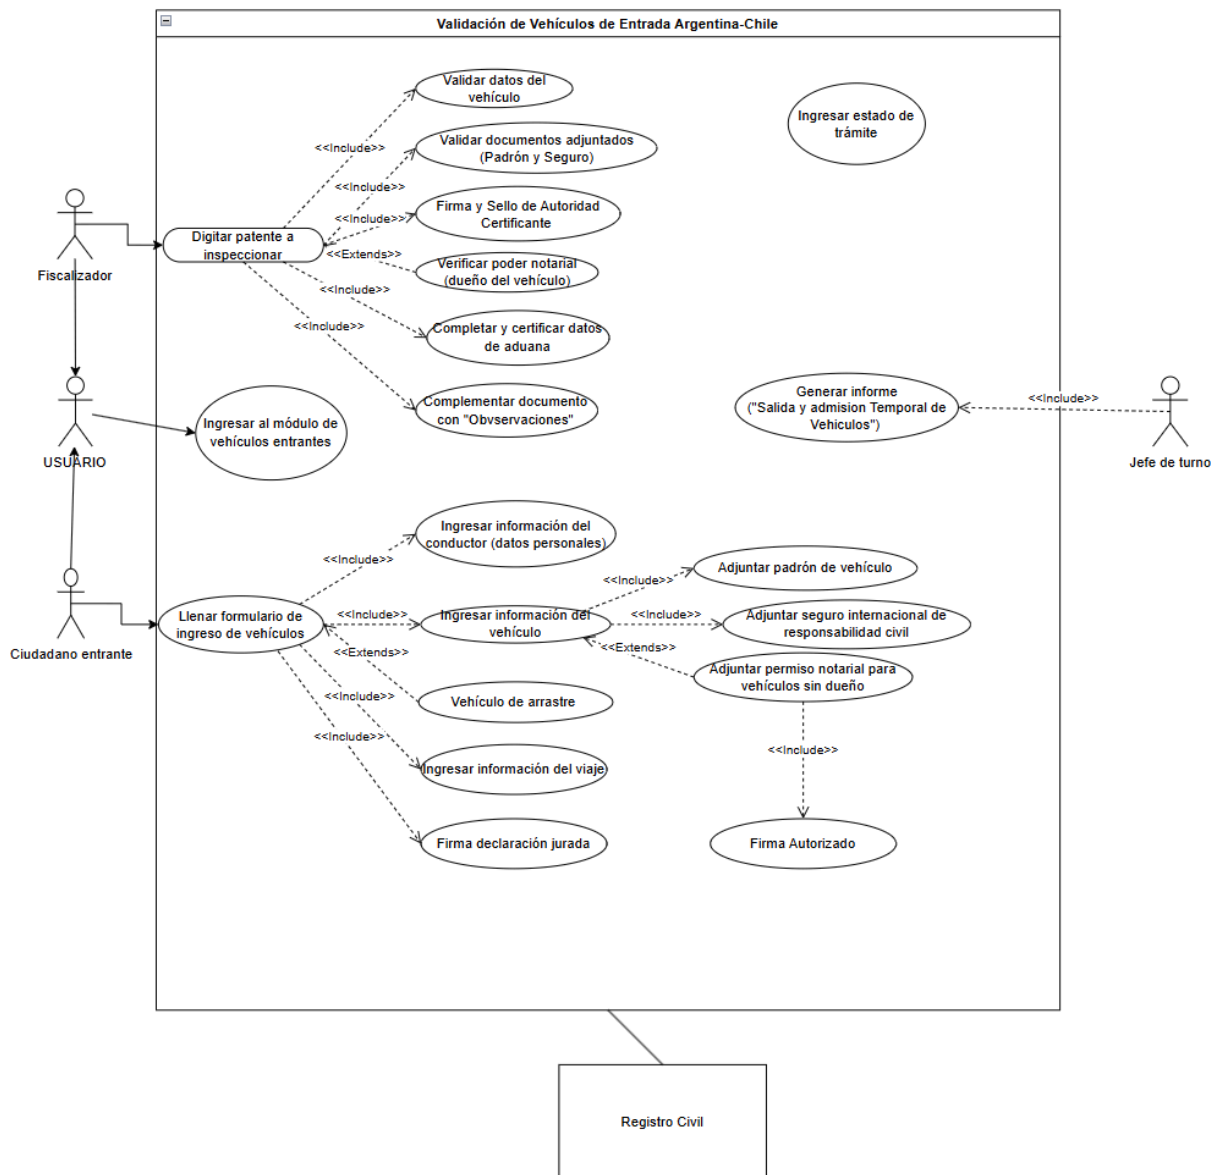 Validación de Vehículos de Entrada Argentina-Chile
Validar datos del
vehículo
Ingresar estado de
trámite
<<Include>>
Validar documentos adjuntados
(Padrón y Seguro)
<<Include>>
Firma y Sello de Autoridad
Certificante
<<Include>>
Digitar patente a
inspeccionar
<<Extends>>
Verificar poder notarial
(dueño del vehículo)
Fiscalizador
<<Include>>
Completar y certificar datos
de aduana
<<Include>>
Complementar documento
con "Obvservaciones"
Generar informe
("Salida y admision Temporal de
Vehiculos")
<<Include>>
Jefe de turno
Ingresar al módulo de
vehículos entrantes
USUARIO
Ingresar información del
conductor (datos personales)
<<Include>>
Adjuntar padrón de vehículo
<<Include>>
Llenar formulario de
ingreso de vehículos
<<Include>>
Ingresar información del
vehículo
<<Include>>
Adjuntar seguro internacional de
responsabilidad civil
Ciudadano entrante
<<Extends>>
<<Extends>>
Adjuntar permiso notarial para
vehículos sin dueño
<<Include>>
Vehículo de arrastre
<<Include>>
<<Include>>
Ingresar información del viaje
Firma declaración jurada
Firma Autorizado
Registro Civil